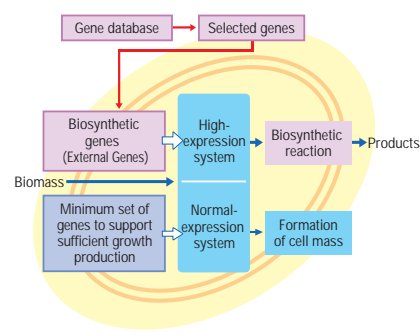 Gene database
Selected genes
Biosynthetic
genes
(External Genes)
High-
expression
system
Biosynthetic
reaction
Products
Biomass
Minimum set of
genes to support
sufficient growth
production
Normal-
expression
system
Formation
of cell mass